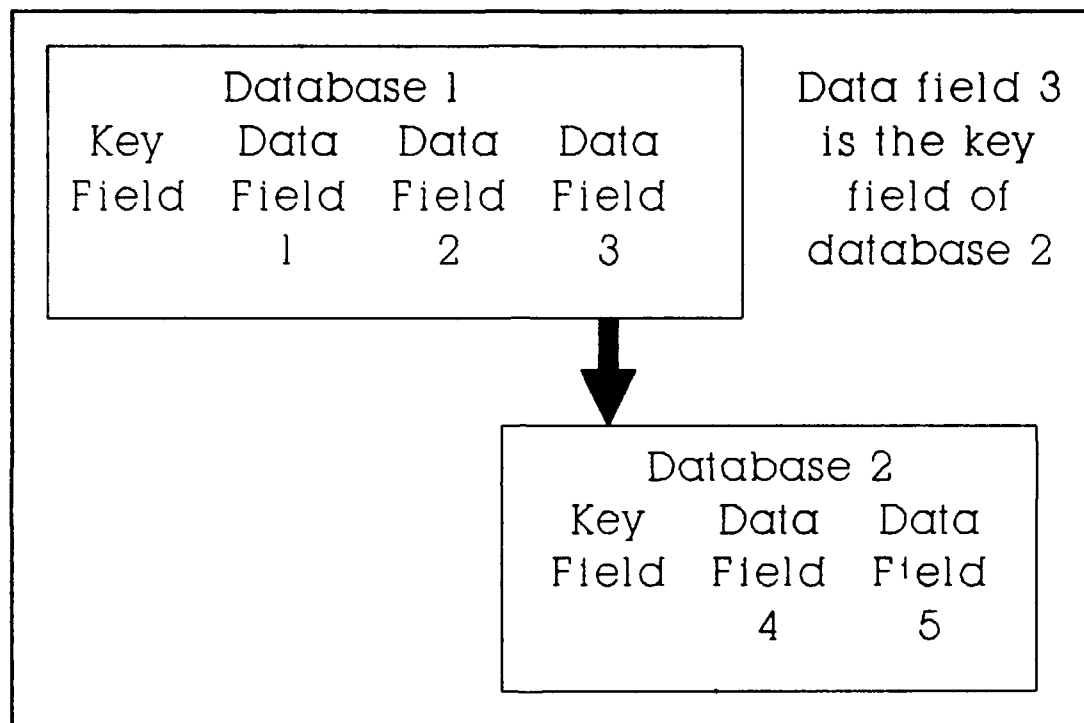 Database 1
Key Data Data Data
Field Field Field Field
1 2 3
Data field 3
is the key
field of
database 2
Database 2
Key Data Data
Field Field Field
4 5